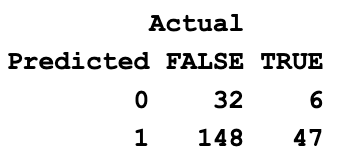 Actual
Predicted FALSE TRUE
0 32 6
1 148 47